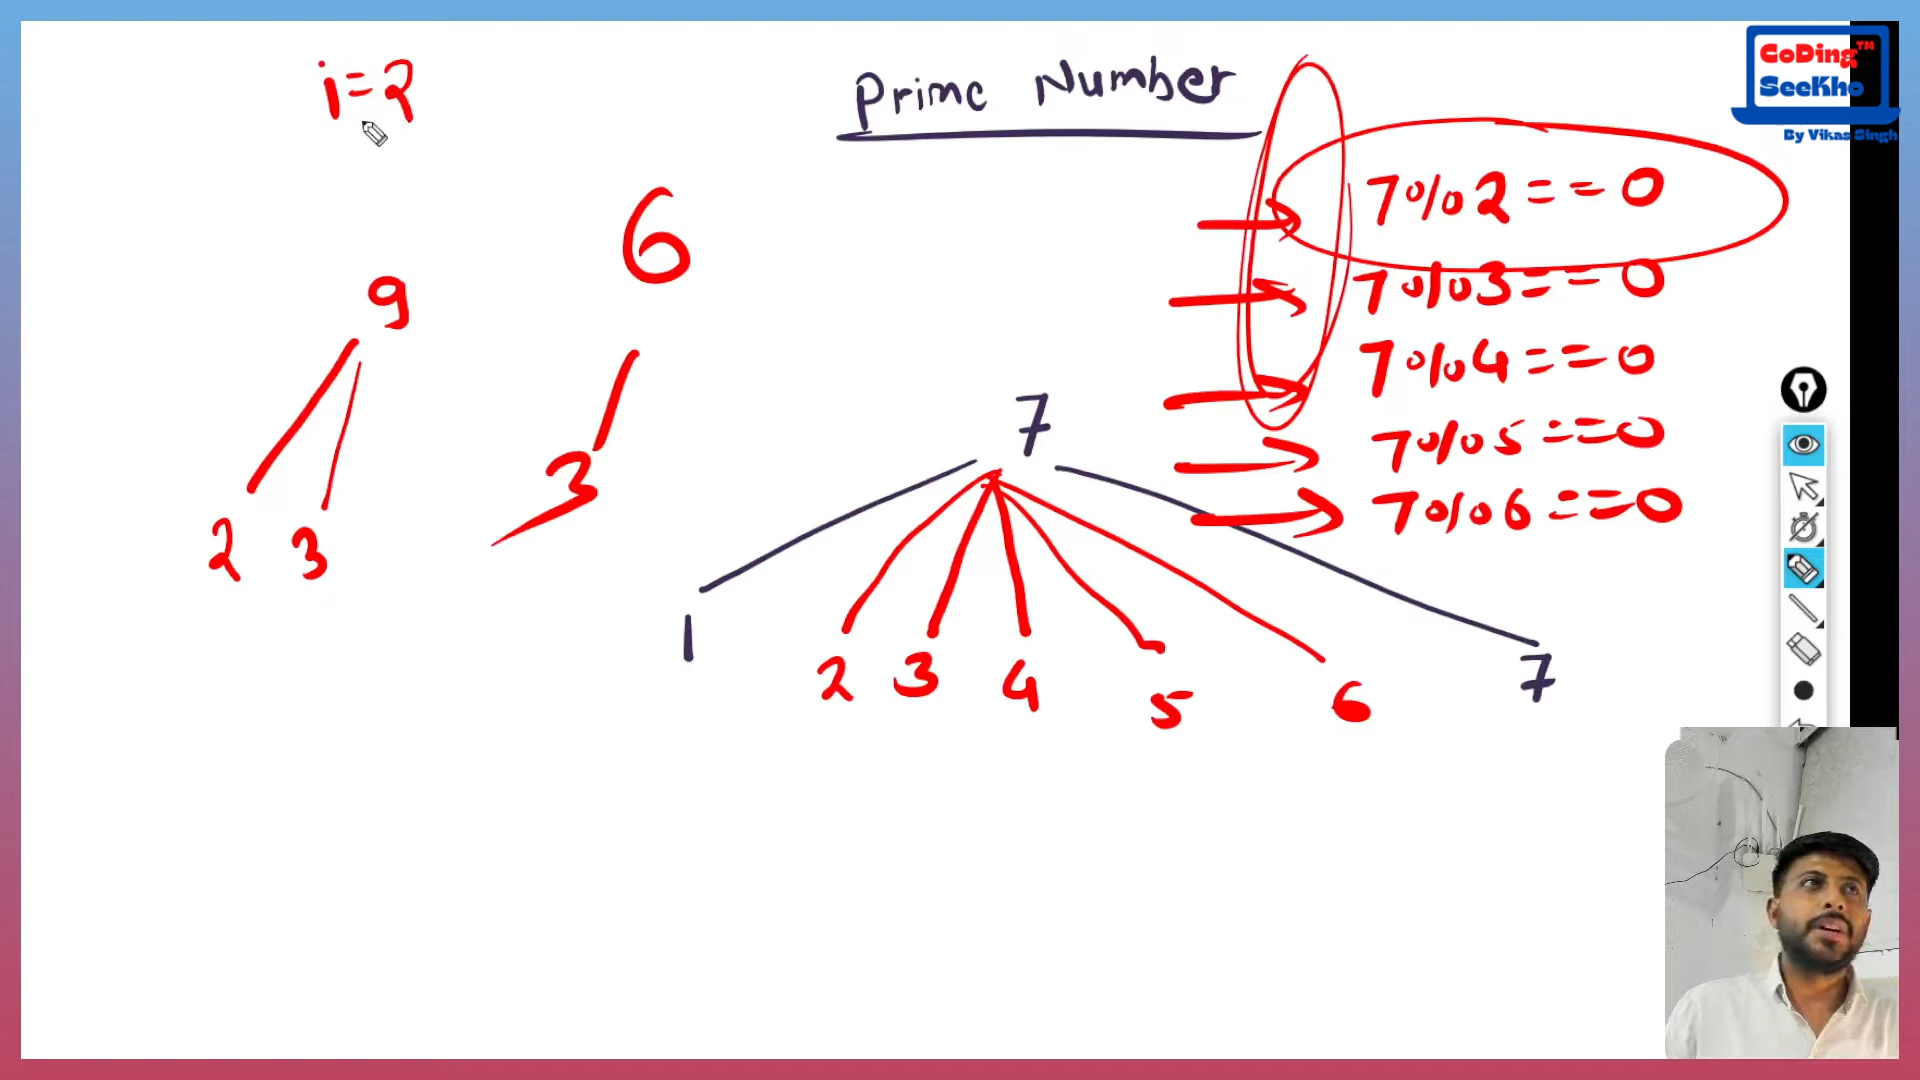 i=2
Prime Number
CoDing™
SeeKho
By Vikas Singh
6
9
2 3
3
7%2==0
7%3==0
7%4==0
7%5==0
7%6==0
7
1 2 3 4 5 6 7